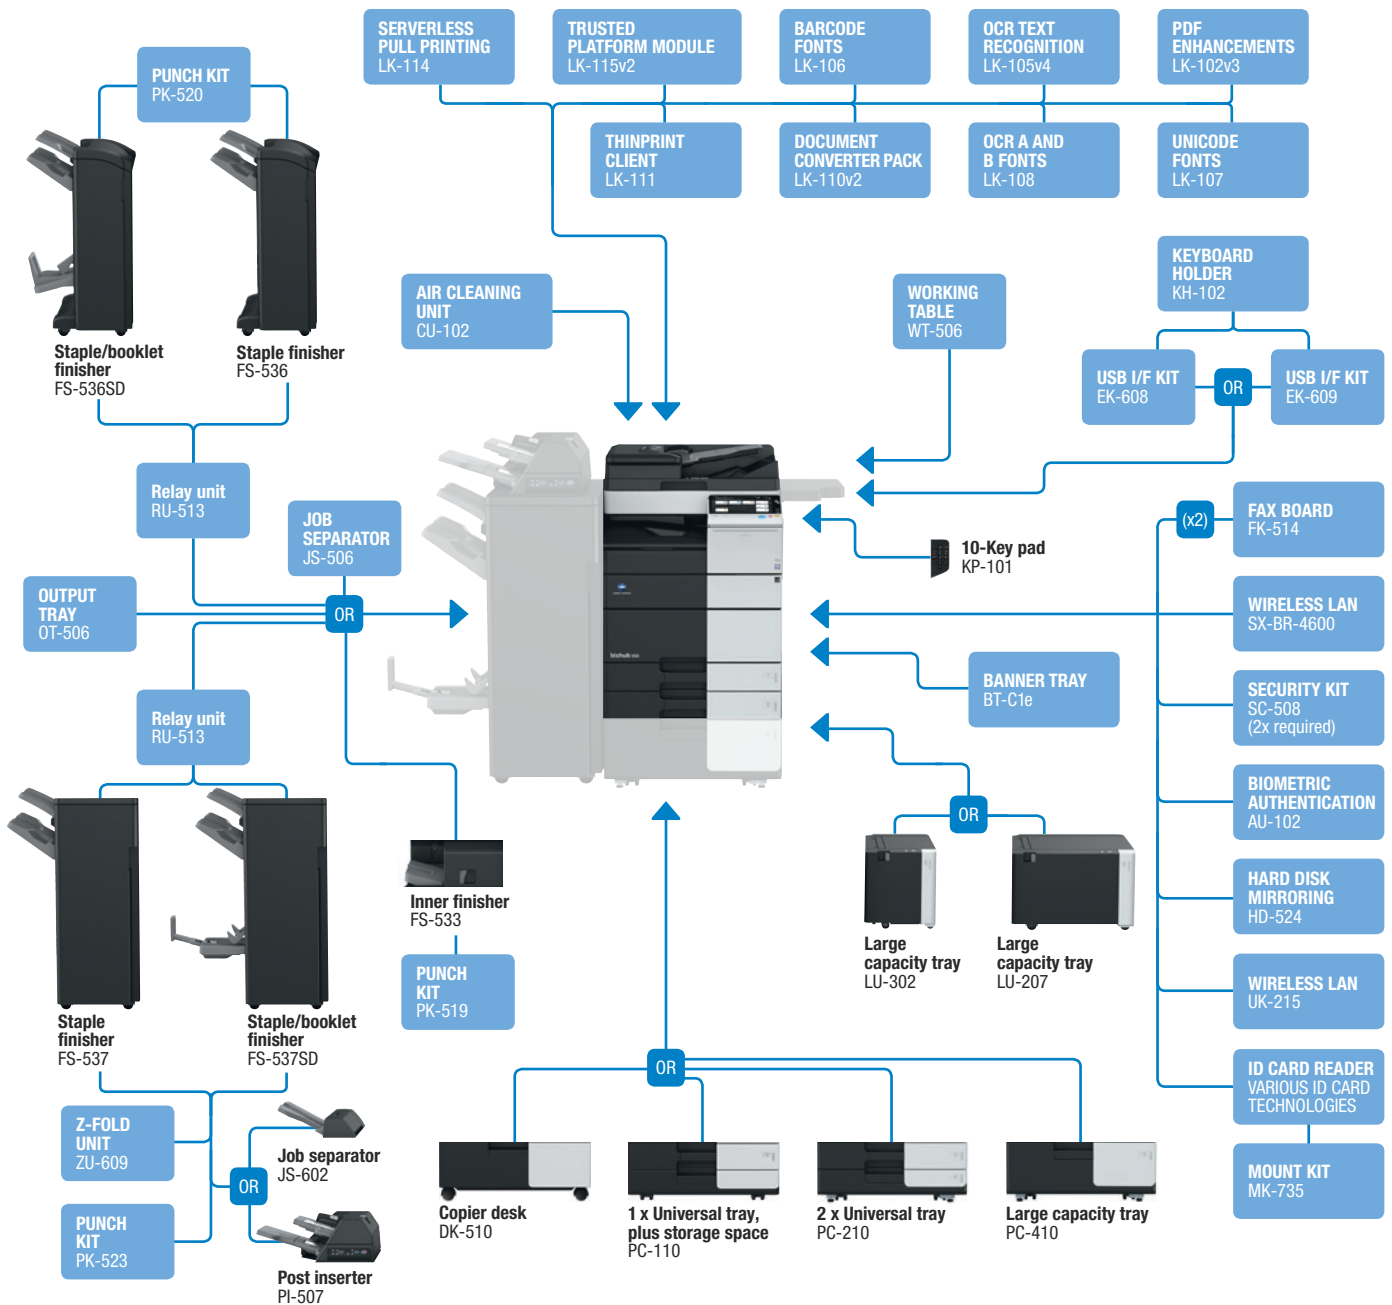 SERVERLESS
PULL PRINTING
LK-114
TRUSTED
PLATFORM MODULE
LK-115v2
BARCODE
FONTS
LK-106
OCR TEXT
RECOGNITION
LK-105v4
PDF
ENHANCEMENTS
LK-102v3
PUNCH KIT
PK-520
THINPRINT
CLIENT
LK-111
DOCUMENT
CONVERTER PACK
LK-110v2
OCR A AND
B FONTS
LK-108
UNICODE
FONTS
LK-107
KEYBOARD
HOLDER
KH-102
AIR CLEANING
UNIT
CU-102
WORKING
TABLE
WT-506
Staple/booklet
finisher
FS-536SD
Staple finisher
FS-536
USB I/F KIT
EK-608
OR
USB I/F KIT
EK-609
Relay unit
RU-513
JOB
SEPARATOR
JS-506
(x2)
FAX BOARD
FK-514
10-Key pad
KP-101
OUTPUT
TRAY
OT-506
OR
WIRELESS LAN
SX-BR-4600
bizhub
BANNER TRAY
BT-C1e
SECURITY KIT
SC-508
(2x required)
Relay unit
RU-513
BIOMETRIC
AUTHENTICATION
AU-102
OR
HARD DISK
MIRRORING
HD-524
Inner finisher
FS-533
Large
capacity tray
LU-302
Large
capacity tray
LU-207
PUNCH
KIT
PK-519
WIRELESS LAN
UK-215
Staple
finisher
FS-537
Staple/booklet
finisher
FS-537SD
OR
ID CARD READER
VARIOUS ID CARD
TECHNOLOGIES
Z-FOLD
UNIT
ZU-609
Job separator
JS-602
OR
MOUNT KIT
MK-735
PUNCH
KIT
PK-523
Copier desk
DK-510
1 x Universal tray,
plus storage space
PC-110
2 x Universal tray
PC-210
Large capacity tray
PC-410
Post inserter
PI-507